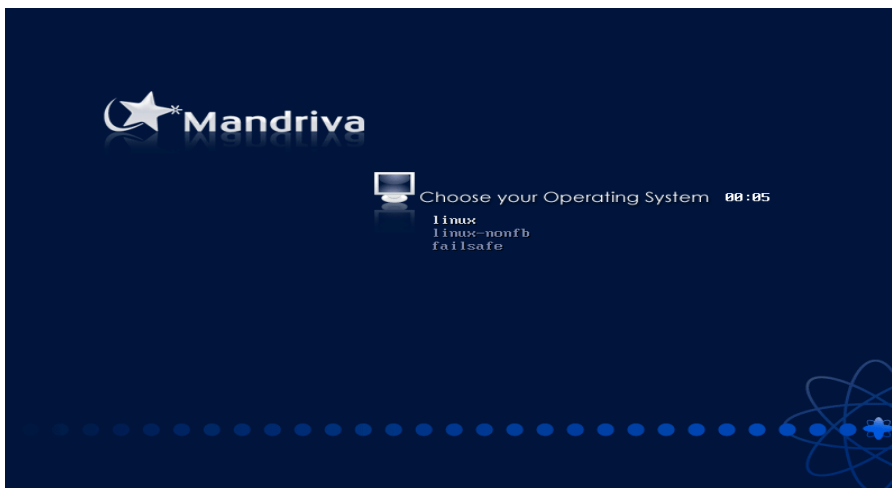 Mandriva
Choose your Operating System 00:05
linux
linux-nonfb
failsafe